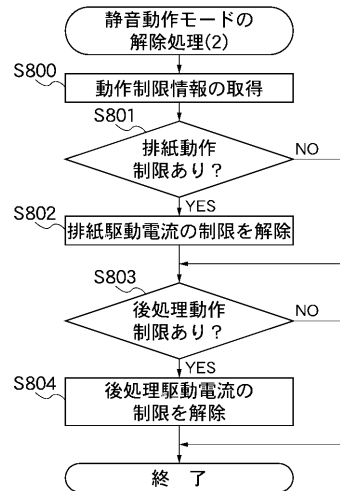 静音動作モードの
解除処理(2)
S800
動作制限情報の取得
S801
排紙動作
制限あり？
NO
YES
S802
排紙駆動電流の制限を解除
S803
後処理動作
制限あり？
NO
YES
S804
後処理駆動電流の
制限を解除
終 了